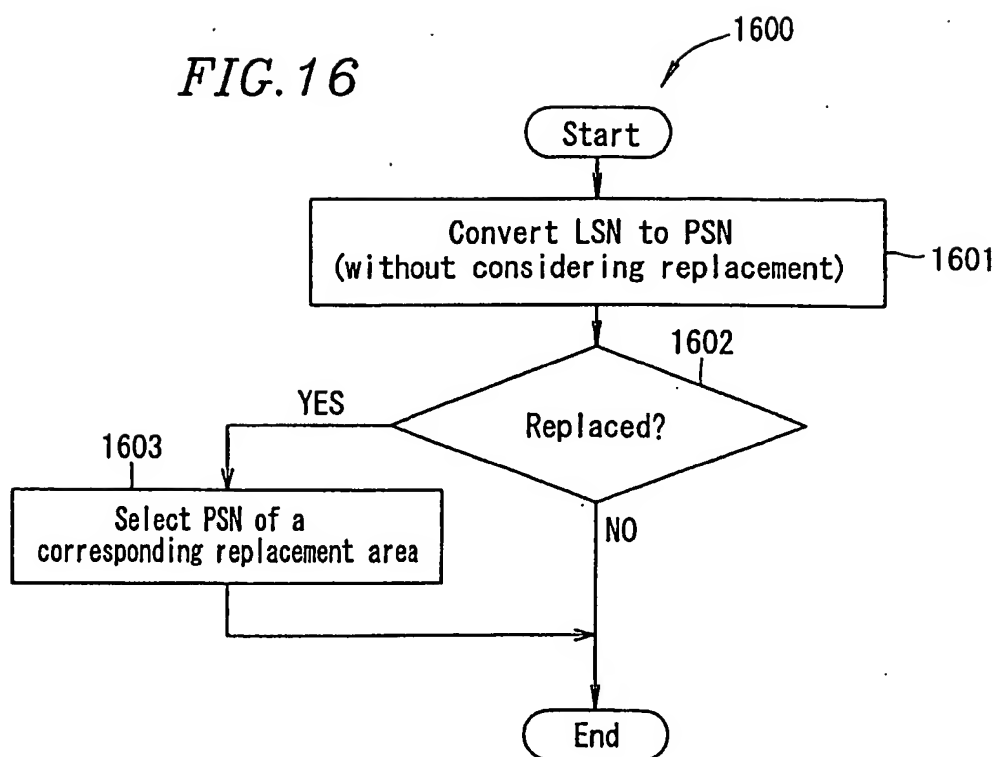 FIG.16
1600
Start
Convert LSN to PSN
(without considering replacement)
1601
1602
Replaced?
YES
1603
Select PSN of a
corresponding replacement area
NO
End